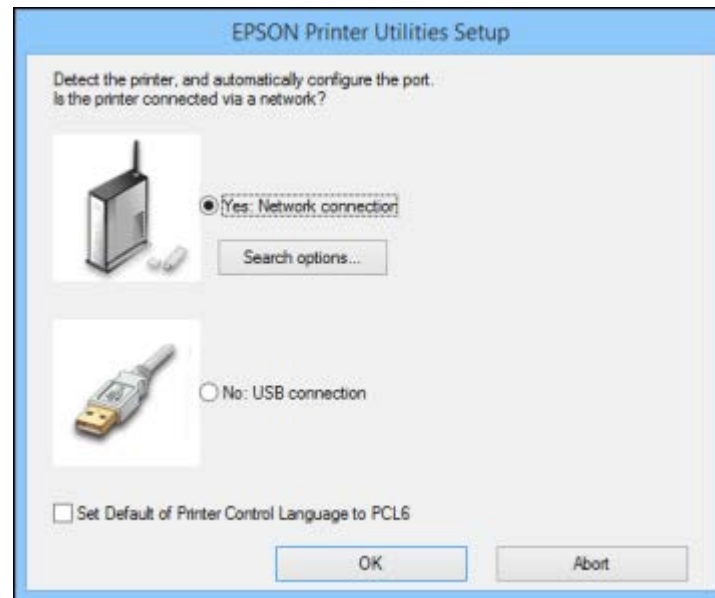 EPSON Printer Utilities Setup
Detect the printer, and automatically configure the port.
Is the printer connected via a network?
Yes: Network connection
Search options...
No: USB connection
Set Default of Printer Control Language to PCL6
OK
Abort